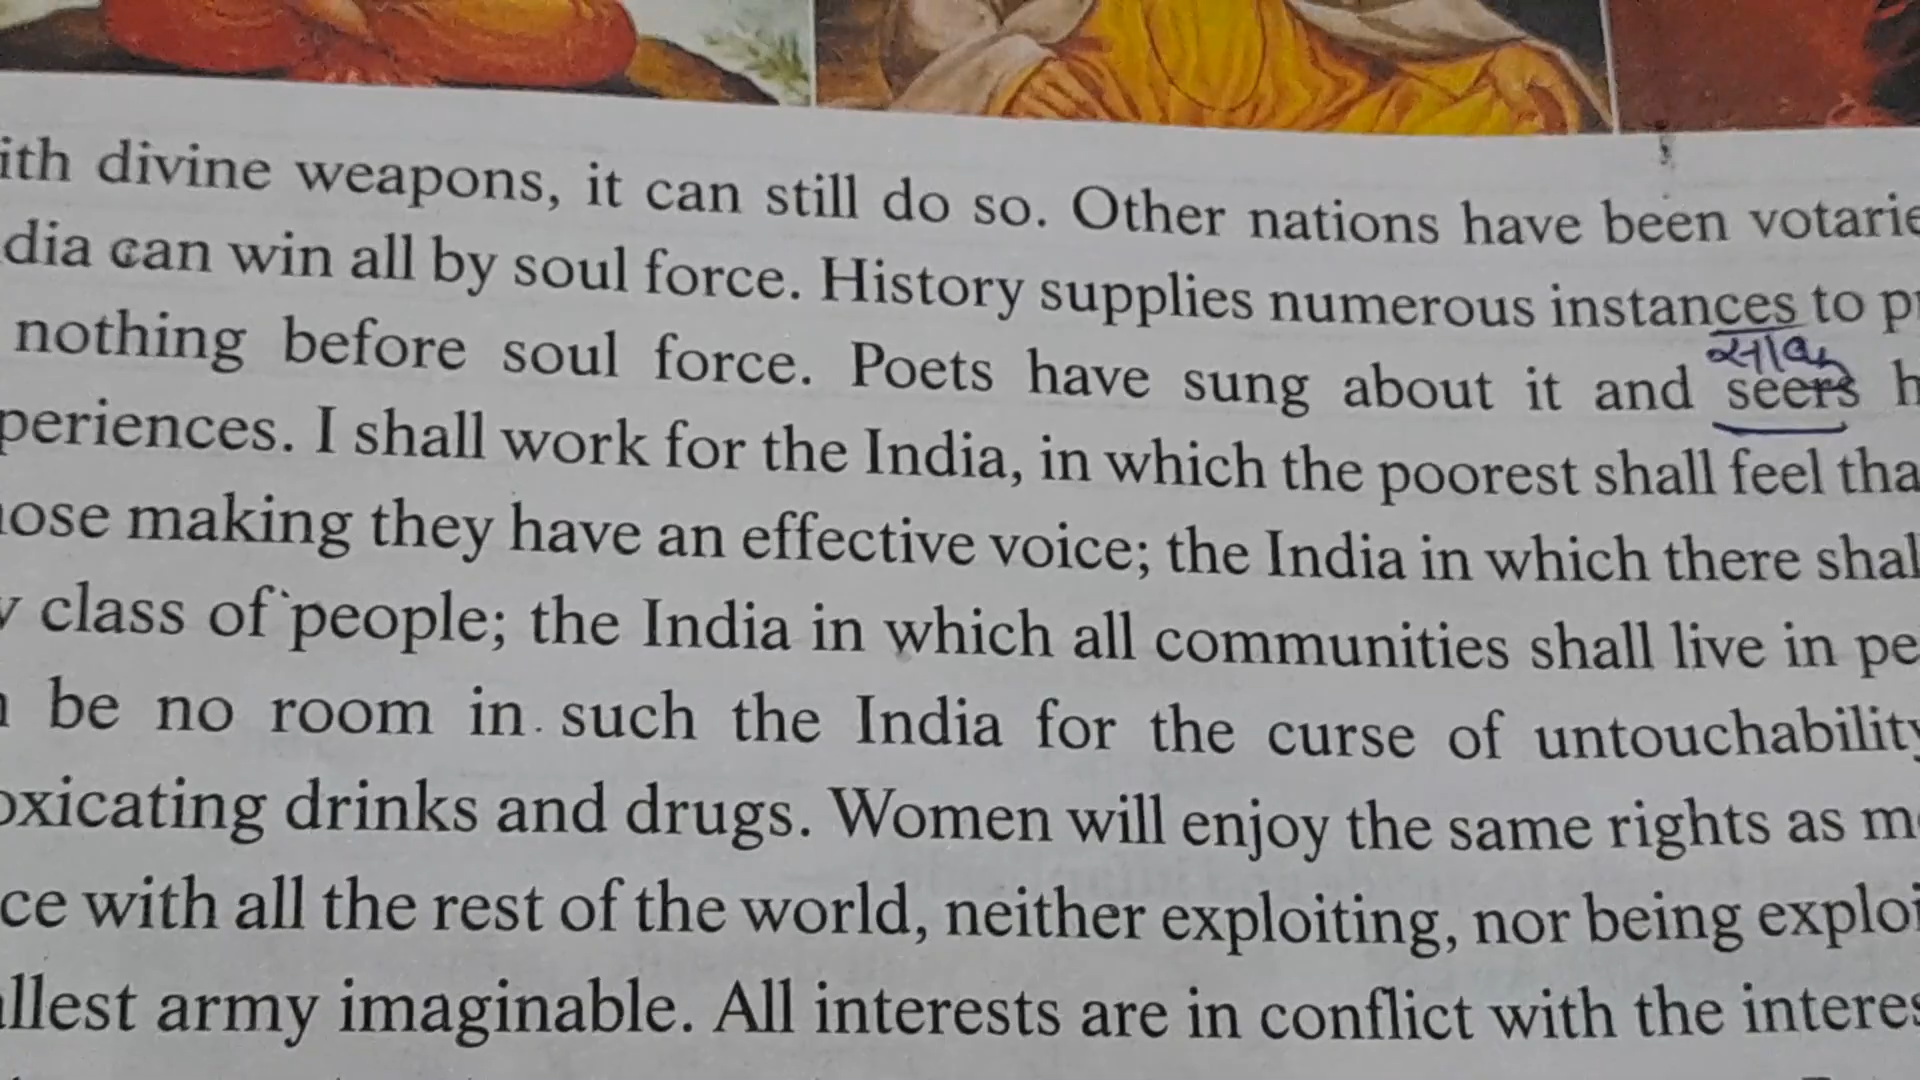 ith divine weapons, it can still do so. Other nations have been votarie
dia can win all by soul force. History supplies numerous instances to p
nothing before soul force. Poets have sung about it and seers h
periences. I shall work for the India, in which the poorest shall feel tha
ose making they have an effective voice; the India in which there shal
class of people; the India in which all communities shall live in pe
be no room in such the India for the curse of untouchability
oxicating drinks and drugs. Women will enjoy the same rights as m
ce with all the rest of the world, neither exploiting, nor being exploi
llest army imaginable. All interests are in conflict with the interes